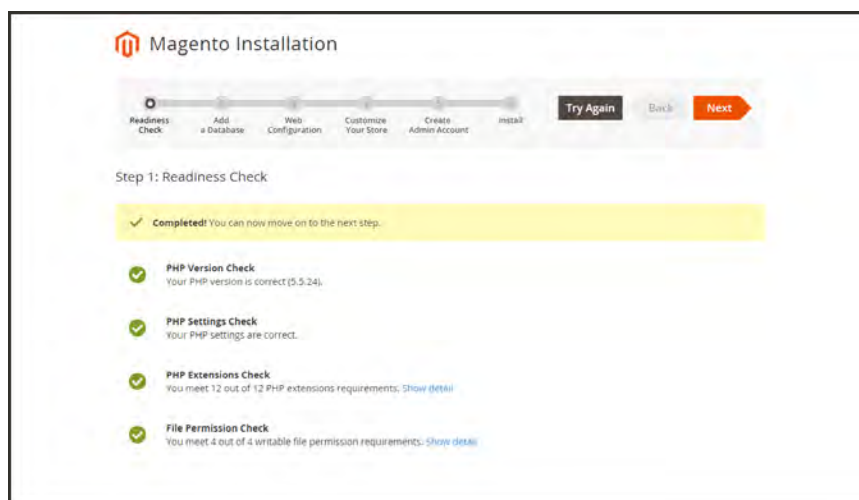 Magento Installation
Readiness Check
Add a Database
Web Configuration
Customize Your Store
Create Admin Account
Install
Try Again
Back
Next
Step 1: Readiness Check
Completed! You can now move on to the next step.
PHP Version Check
Your PHP version is correct (5.5.24).
PHP Settings Check
Your PHP settings are correct.
PHP Extensions Check
You meet 12 out of 12 PHP extensions requirements. Show detail
File Permission Check
You meet 4 out of 4 writable file permission requirements. Show detail